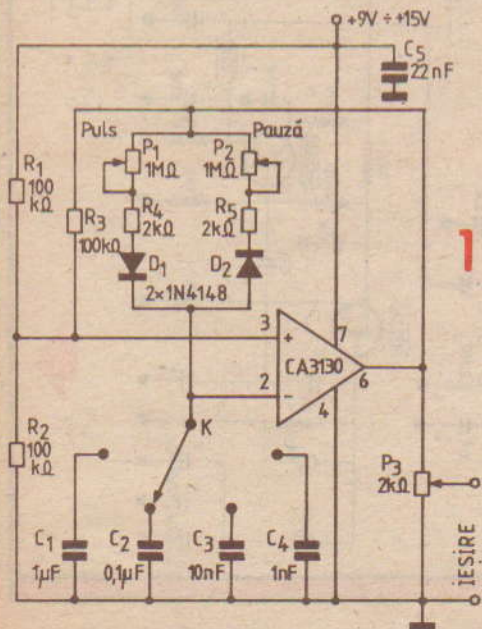 +9V ÷ +15V
C5
22nF
Puls
Pauză
R1
100
kΩ
P1
1MΩ
P2
1MΩ
R3
100kΩ
R4
2kΩ
R5
2kΩ
1
D1
D2
2×1N4148
3
+
7
CA3130
6
2
-
4
K
R2
100
kΩ
P3
2kΩ
C1
1µF
C2
0,1µF
C3
10nF
C4
1nF
IEŞIRE